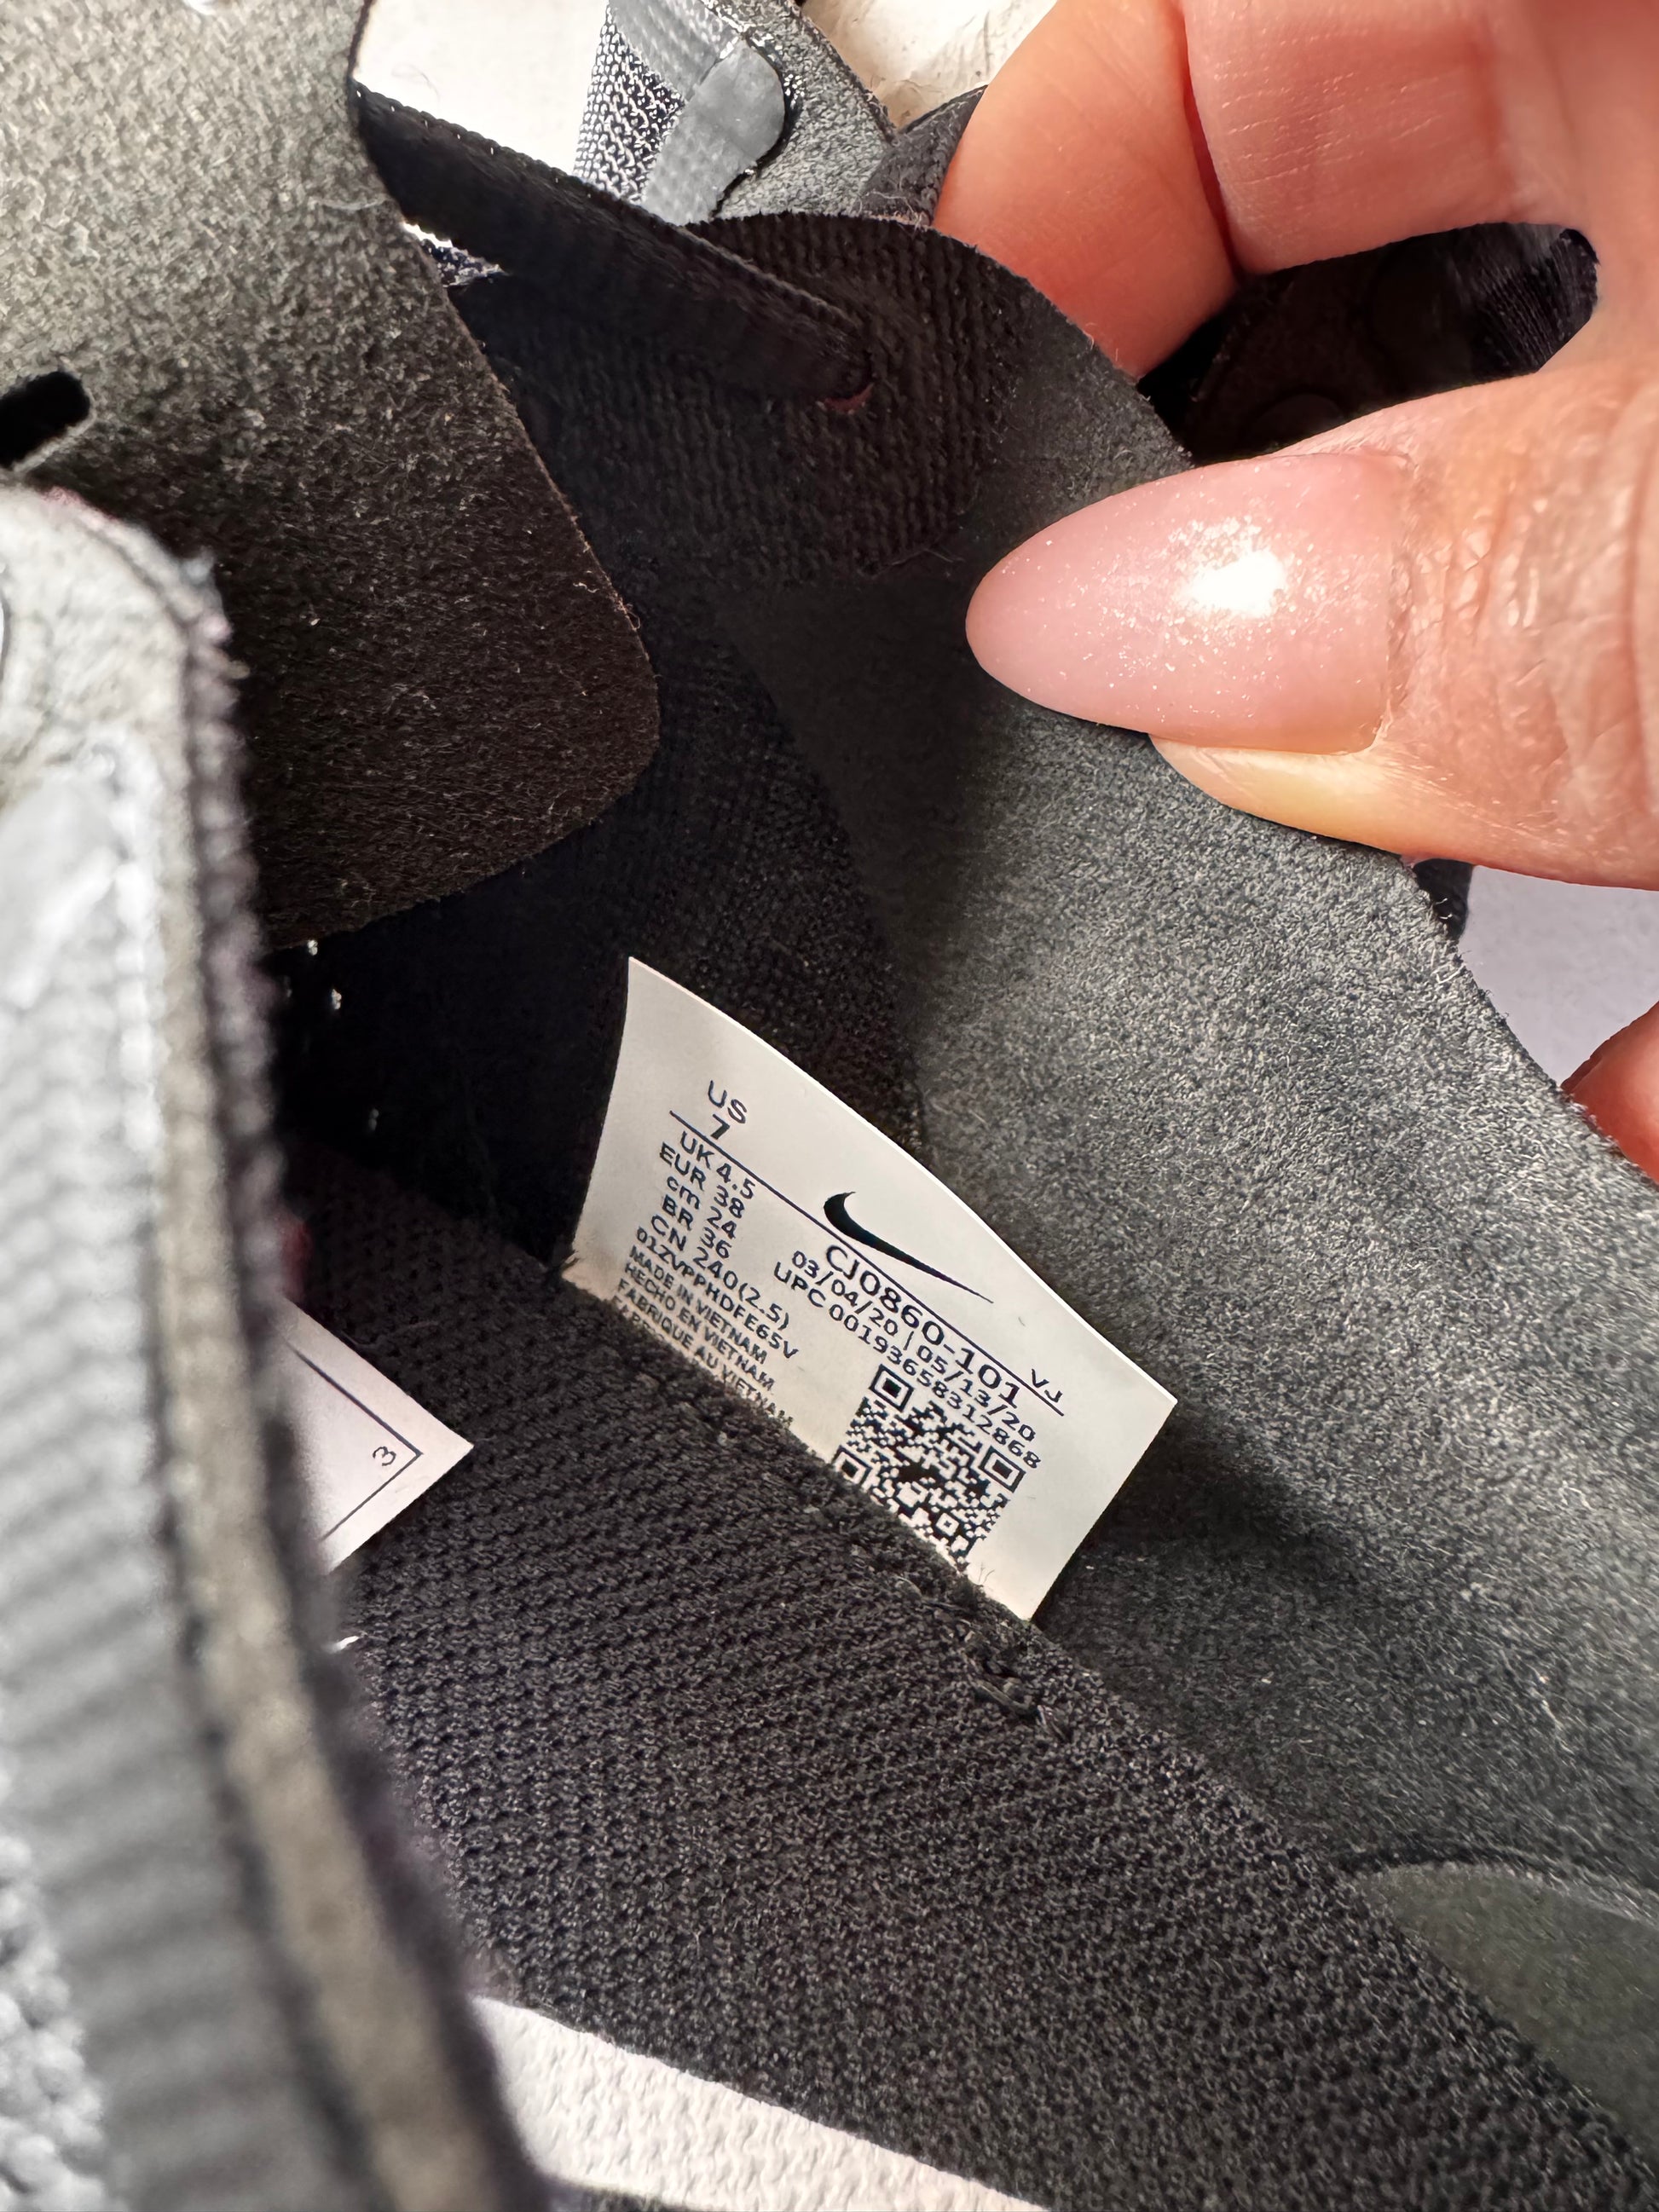 US
7
UK 4.5
EUR 38
cm 24
BR 36
CN 240(2.5)
01ZVPPHDFE65V
MADE IN VIETNAM
HECHO EN VIETNAM
FABRIQUE AU VIETNAM
VJ
CJ0860-101
03/04/20 | 05/13/20
UPC 00193658312868
3